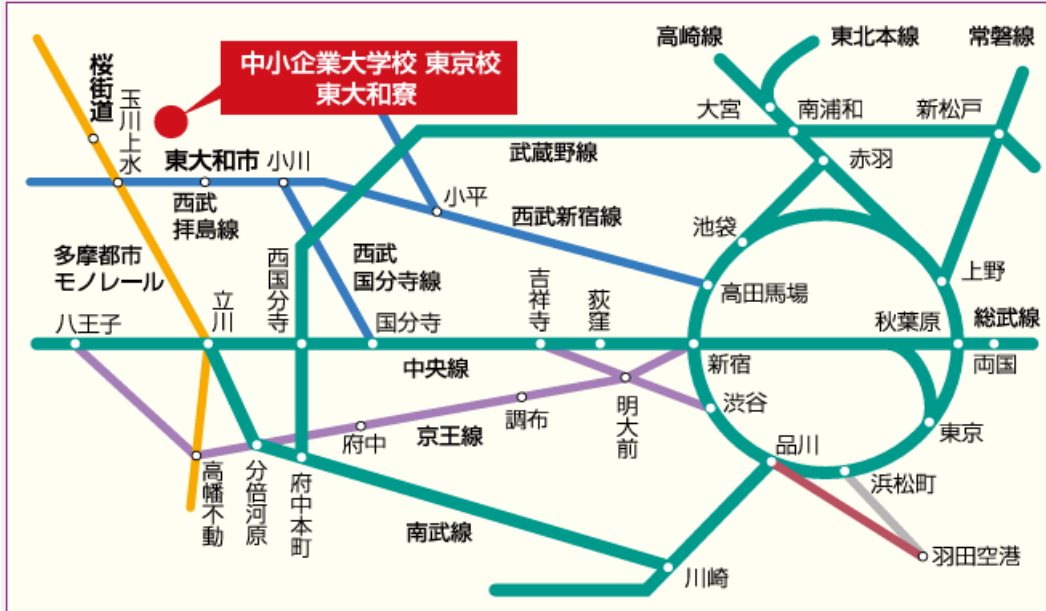 中小企業大学校 東京校
東大和寮
高崎線
東北本線
常磐線
桜街道
玉川上水
東大和市
小川
西武
拝島線
武蔵野線
大宮
南浦和
新松戸
赤羽
小平
西武新宿線
池袋
多摩都市
モノレール
西国分寺
西武
国分寺線
高田馬場
上野
八王子
立川
国分寺
吉祥寺
荻窪
秋葉原
総武線
中央線
新宿
両国
渋谷
明大前
調布
京王線
府中
東京
品川
浜松町
高幡不動
分倍河原
府中本町
南武線
川崎
羽田空港